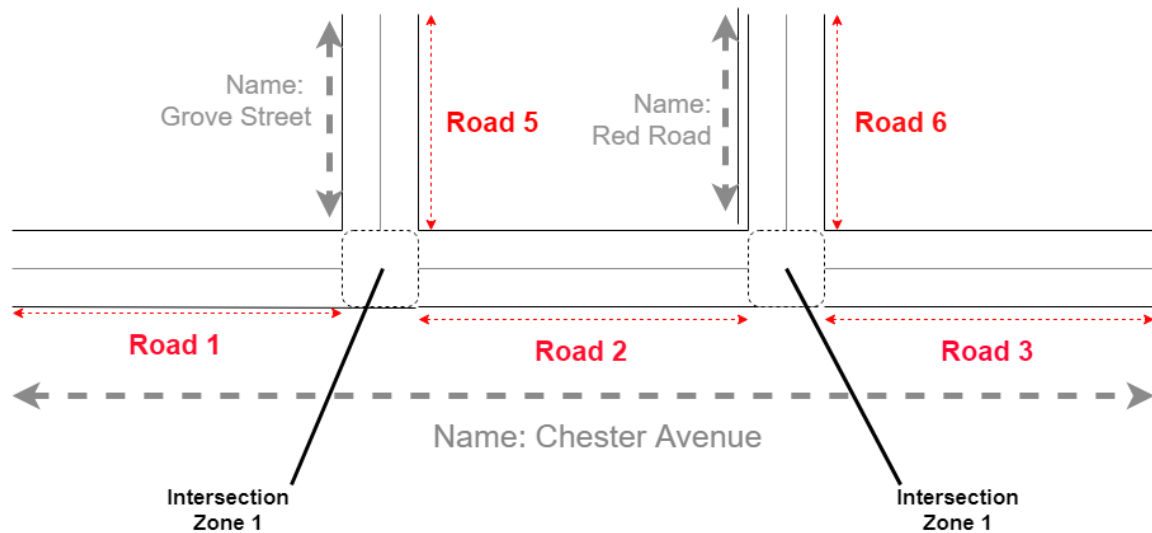 Name:
Grove Street
Road 5
Name:
Red Road
Road 6
Road 1
Road 2
Road 3
Name: Chester Avenue
Intersection
Zone 1
Intersection
Zone 1